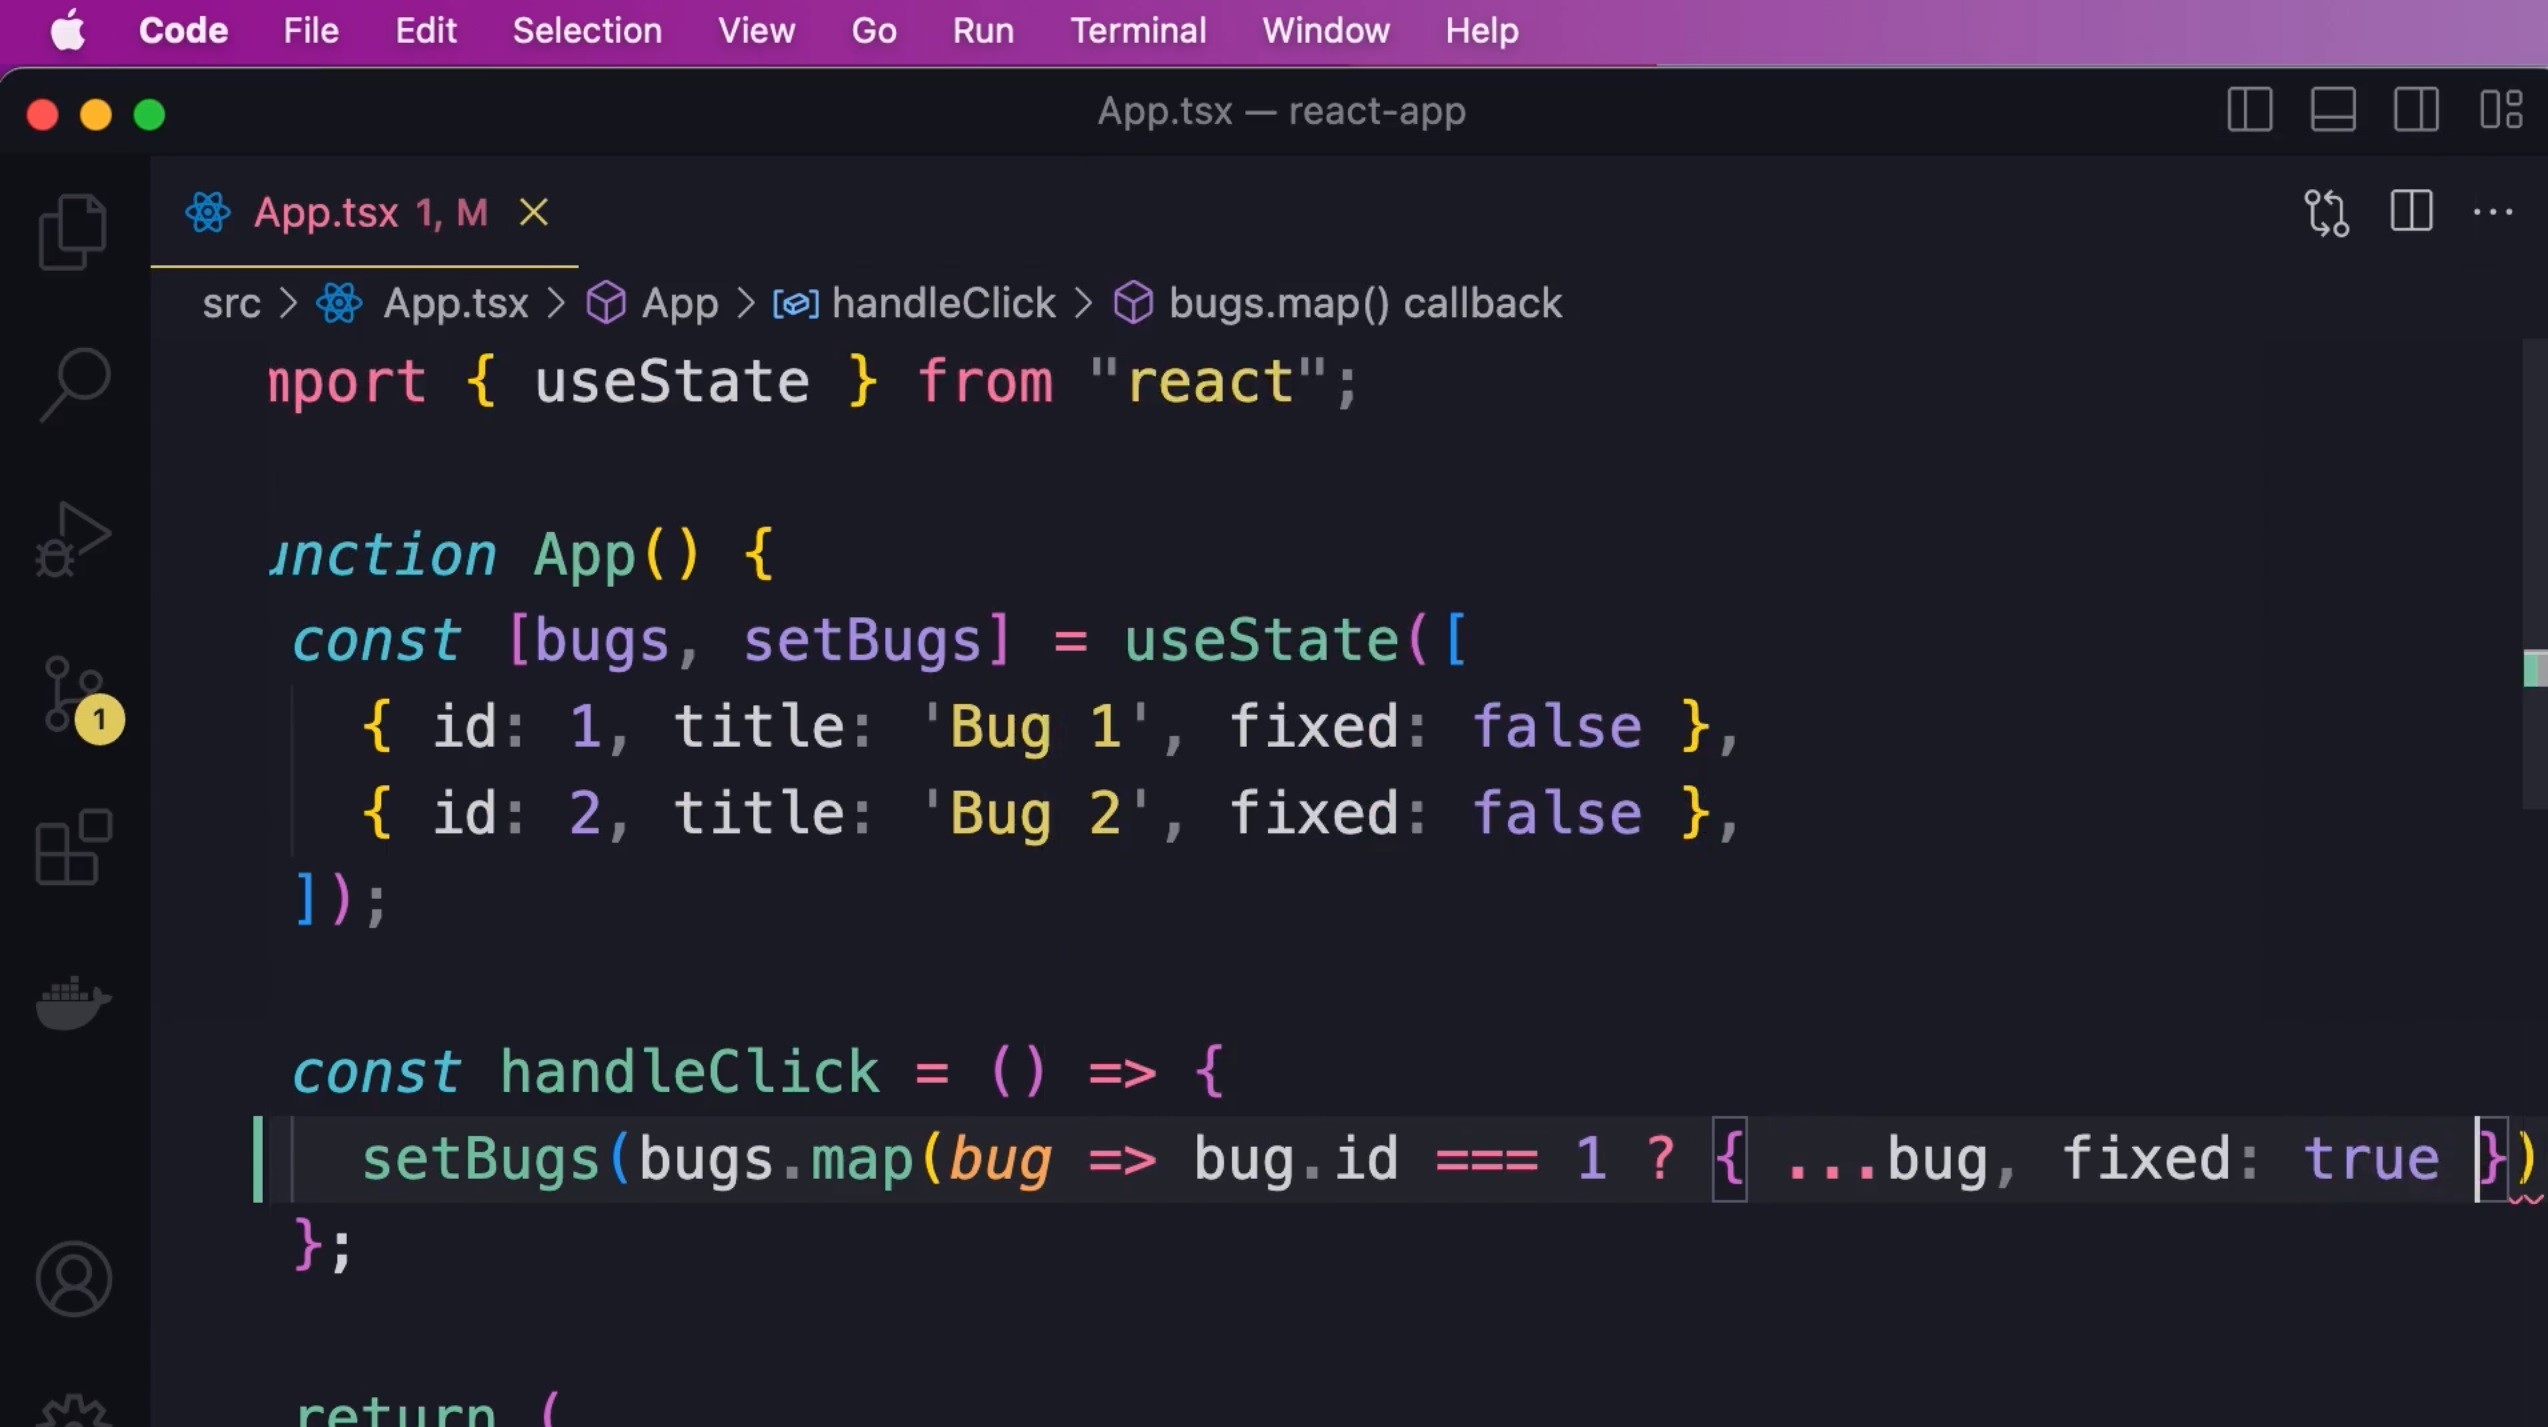 Code File Edit Selection View Go Run Terminal Window Help
App.tsx — react-app
App.tsx 1, M
src > App.tsx > App > handleClick > bugs.map() callback
mport { useState } from "react";
unction App() {
const [bugs, setBugs] = useState([
{ id: 1, title: 'Bug 1', fixed: false },
{ id: 2, title: 'Bug 2', fixed: false },
]);
1
const handleClick = () => {
setBugs(bugs.map(bug => bug.id === 1 ? { ...bug, fixed: true })
};
return (